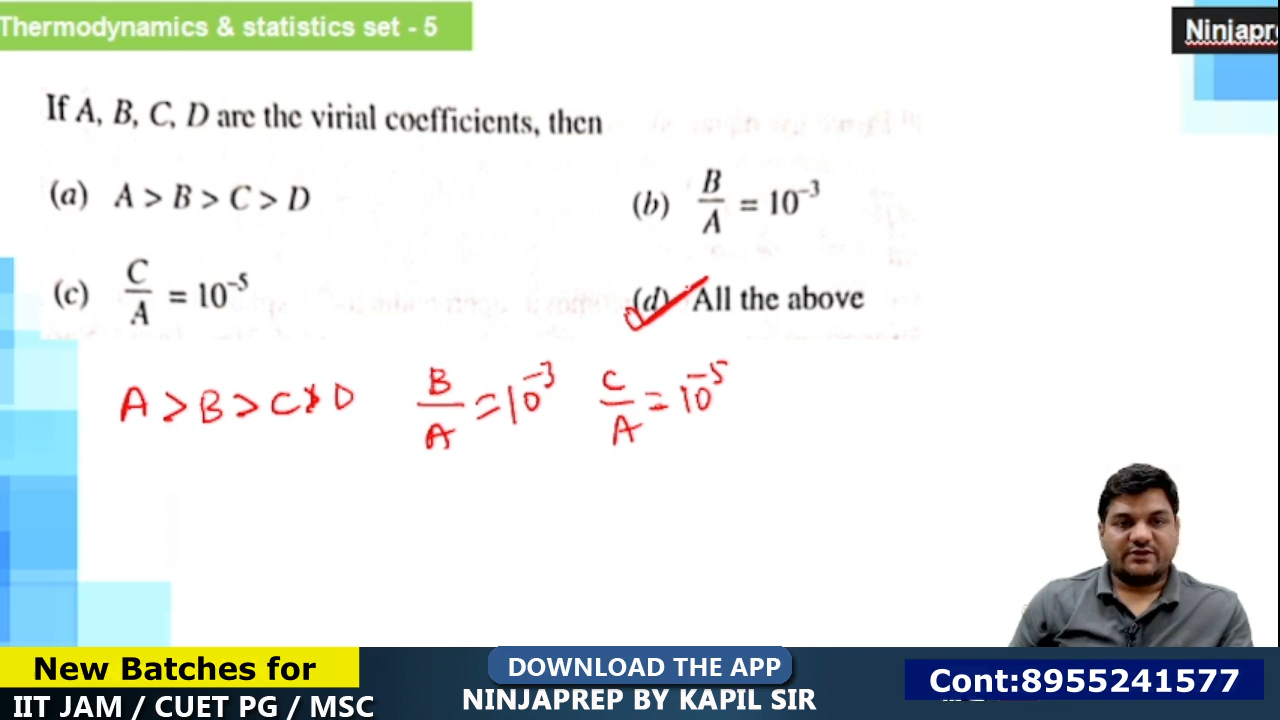 Thermodynamics & statistics set - 5
Ninjapre
If A, B, C, D are the virial coefficients, then
(a) A > B > C > D
(b) B/A = 10⁻³
(c) C/A = 10⁻⁵
(d) All the above
A > B > C > D B/A = 10⁻³ C/A = 10⁻⁵
New Batches for
IIT JAM / CUET PG / MSC
DOWNLOAD THE APP
NINJAPREP BY KAPIL SIR
Cont:8955241577